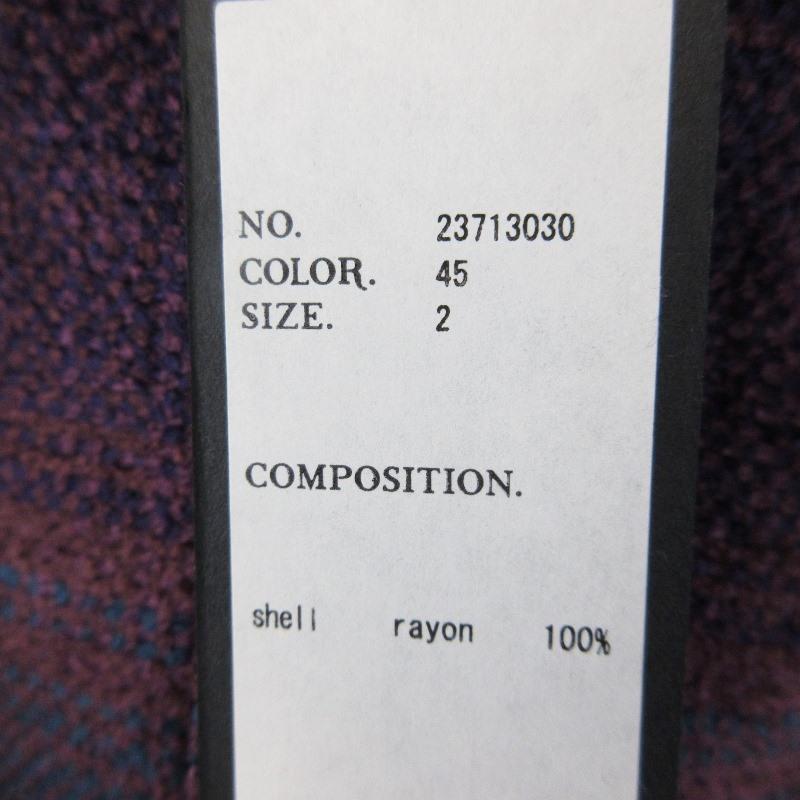 NO. 23713030
COLOR. 45
SIZE. 2
COMPOSITION.
shell rayon 100%